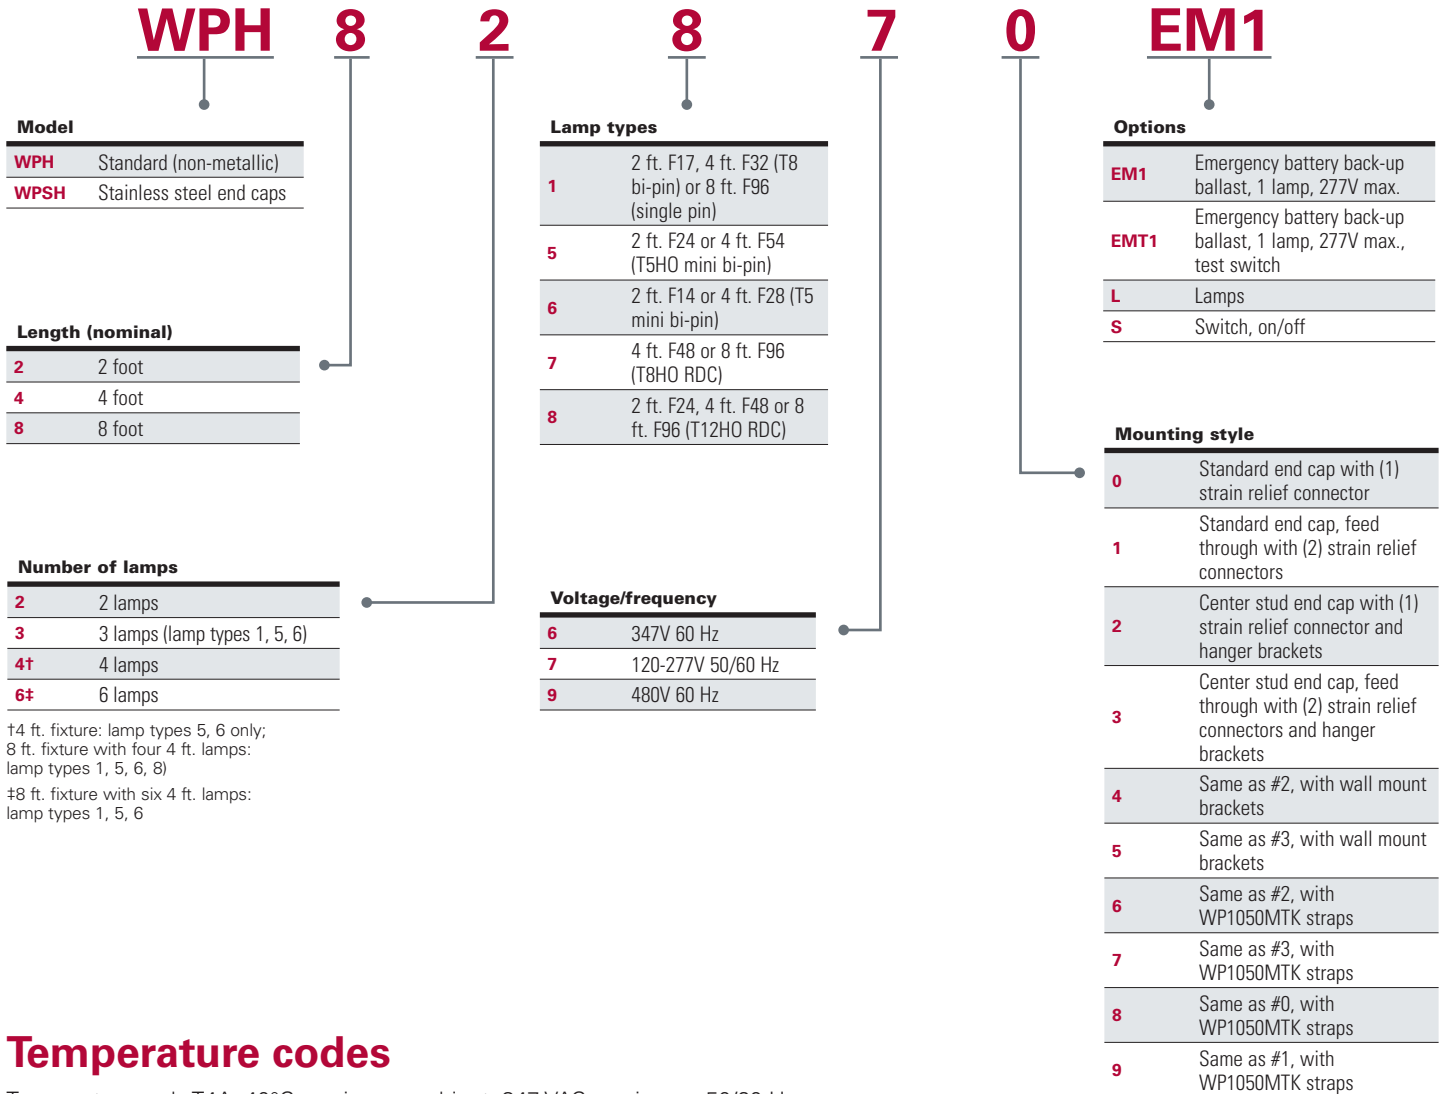 WPH 8 2 8 7 0 EM1
Model
WPH Standard (non-metallic)
WPSH Stainless steel end caps
Length (nominal)
2 2 foot
4 4 foot
8 8 foot
Number of lamps
2 2 lamps
3 3 lamps (lamp types 1, 5, 6)
4† 4 lamps
6‡ 6 lamps
†4 ft. fixture: lamp types 5, 6 only;
8 ft. fixture with four 4 ft. lamps:
lamp types 1, 5, 6, 8)
‡8 ft. fixture with six 4 ft. lamps:
lamp types 1, 5, 6
Lamp types
1 2 ft. F17, 4 ft. F32 (T8
bi-pin) or 8 ft. F96
(single pin)
5 2 ft. F24 or 4 ft. F54
(T5HO mini bi-pin)
6 2 ft. F14 or 4 ft. F28 (T5
mini bi-pin)
7 4 ft. F48 or 8 ft. F96
(T8HO RDC)
8 2 ft. F24, 4 ft. F48 or 8
ft. F96 (T12HO RDC)
Voltage/frequency
6 347V 60 Hz
7 120-277V 50/60 Hz
9 480V 60 Hz
Options
EM1 Emergency battery back-up
ballast, 1 lamp, 277V max.
EMT1 Emergency battery back-up
ballast, 1 lamp, 277V max.,
test switch
L Lamps
S Switch, on/off
Mounting style
0 Standard end cap with (1)
strain relief connector
1 Standard end cap, feed
through with (2) strain relief
connectors
2 Center stud end cap with (1)
strain relief connector and
hanger brackets
3 Center stud end cap, feed
through with (2) strain relief
connectors and hanger
brackets
4 Same as #2, with wall mount
brackets
5 Same as #3, with wall mount
brackets
6 Same as #2, with
WP1050MTK straps
7 Same as #3, with
WP1050MTK straps
8 Same as #0, with
WP1050MTK straps
9 Same as #1, with
WP1050MTK straps
Temperature codes